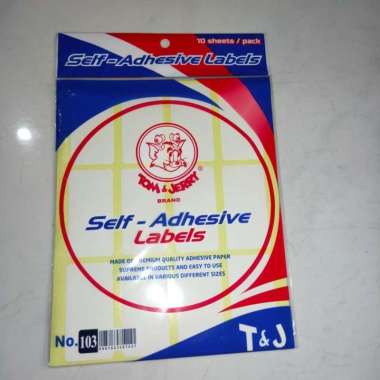 10 sheets / pack
Self - Adhesive Labels
TOM & JERRY ®
BRAND
Self - Adhesive
Labels
MADE OF PREMIUM QUALITY ADHESIVE PAPER
SUPREME PRODUCTS AND EASY TO USE
AVAILABLE IN VARIOUS DIFFERENT SIZES
No. 103
T & J